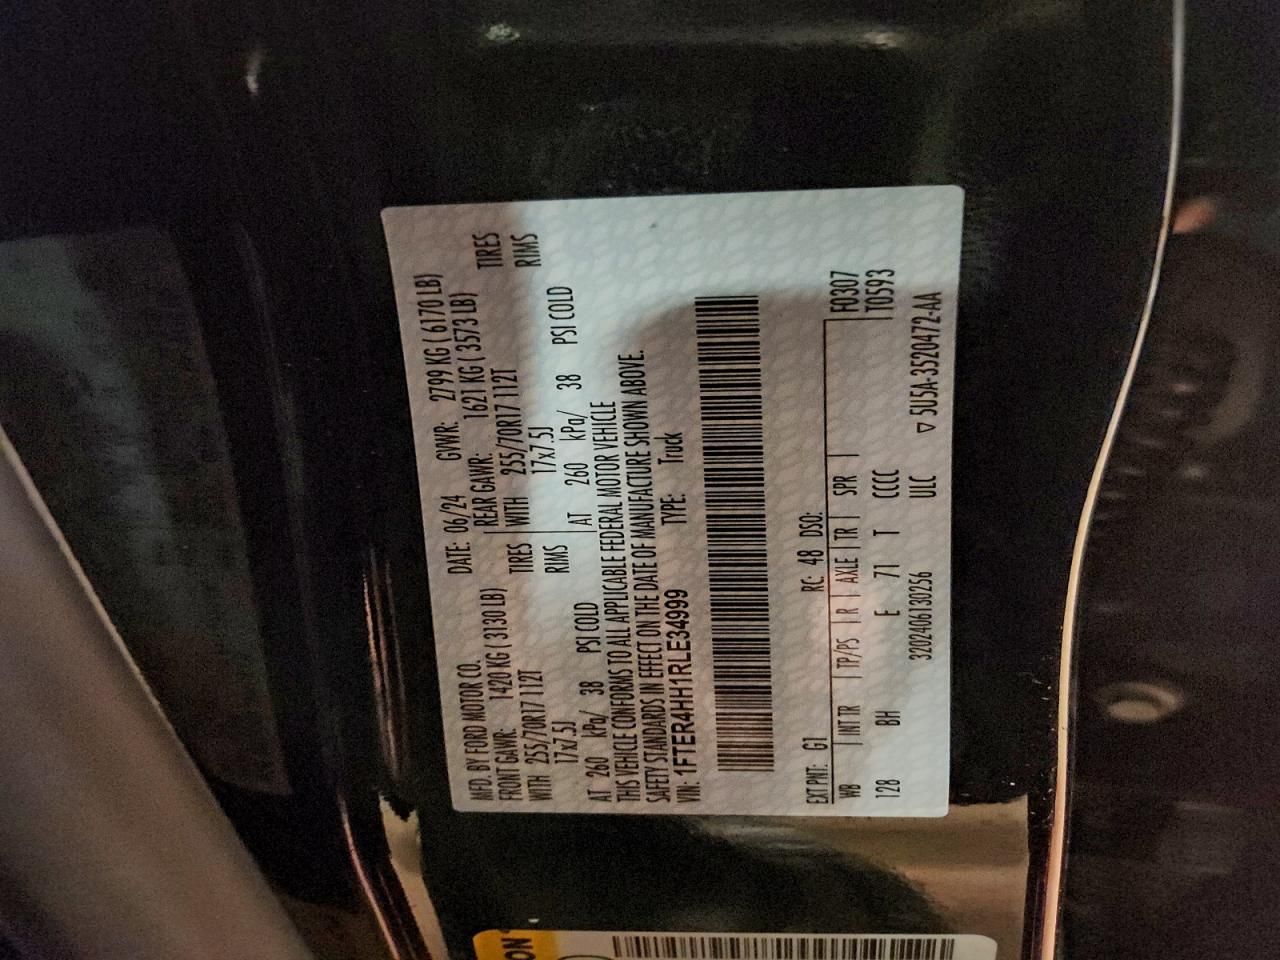 MFD. BY FORD MOTOR CO.
DATE: 06/24 GVWR: 2799 KG ( 6170 LB)
FRONT GAWR: 1420 KG ( 3130 LB) REAR GAWR: 1621 KG ( 3573 LB)
WITH 255/70R17 112T TIRES WITH 255/70R17 112T TIRES
17x7.5J RIMS 17x7.5J RIMS
AT 260 kPa/ 38 PSI COLD AT 260 kPa/ 38 PSI COLD
THIS VEHICLE CONFORMS TO ALL APPLICABLE FEDERAL MOTOR VEHICLE
SAFETY STANDARDS IN EFFECT ON THE DATE OF MANUFACTURE SHOWN ABOVE.
VIN: 1FTER4HH1RLE34999 TYPE: Truck
EXT PNT: G1 RC: 48 DSO: F0307
WB INT TR TP/PS R AXLE TR SPR T0593
128 BH E 71 T CCCC
3202406130256 ULC ▽ 5U5A-3520472-AA
ON